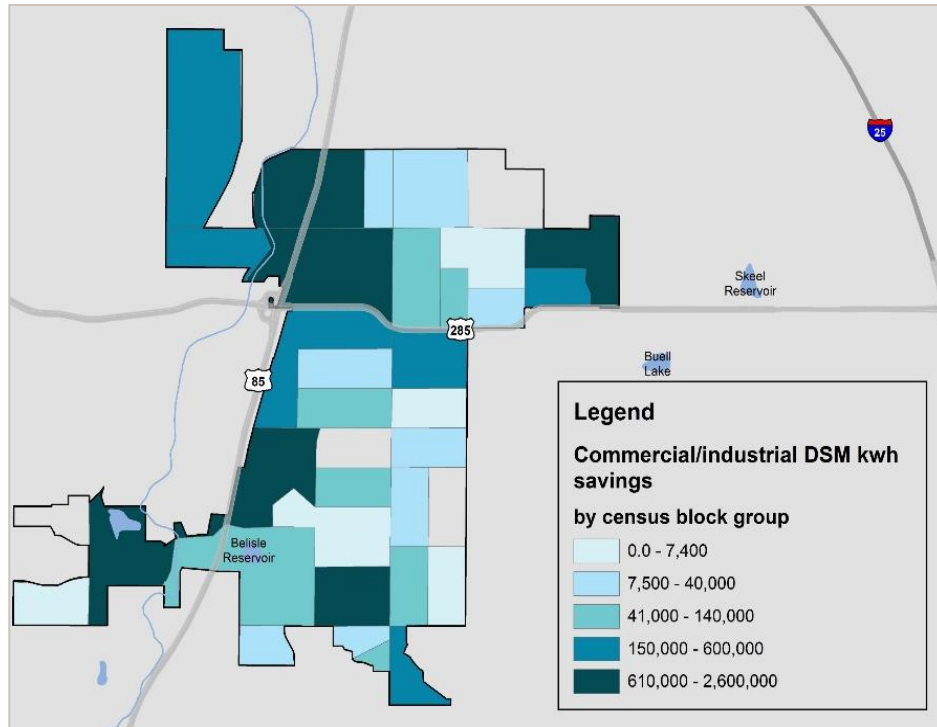 25
Skeel
Reservoir
285
Buell
Lake
85
Belisle
Reservoir
Legend
Commercial/industrial DSM kwh
savings
by census block group
0.0 - 7,400
7,500 - 40,000
41,000 - 140,000
150,000 - 600,000
610,000 - 2,600,000